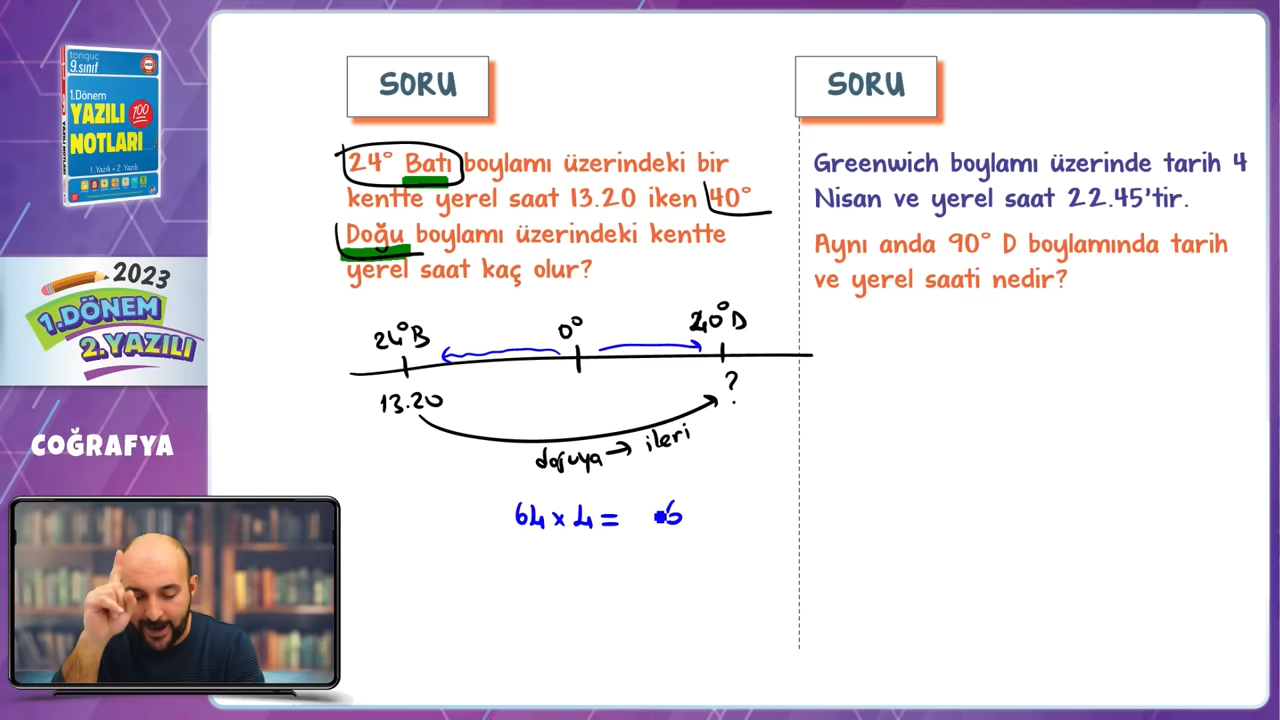 tonguç
9.sınıf
1.Dönem
YAZILI
100
NOTLARI
1.Yazılı • 2.Yazılı
2023
1.DÖNEM
2.YAZILI
COĞRAFYA
SORU
24° Batı boylamı üzerindeki bir
kentte yerel saat 13.20 iken 40°
Doğu boylamı üzerindeki kentte
yerel saat kaç olur?
24°B 0° 40°D
13.20 ?
doğuya → ileri
64 x 4 = 6
SORU
Greenwich boylamı üzerinde tarih 4
Nisan ve yerel saat 22.45'tir.
Aynı anda 90° D boylamında tarih
ve yerel saati nedir?